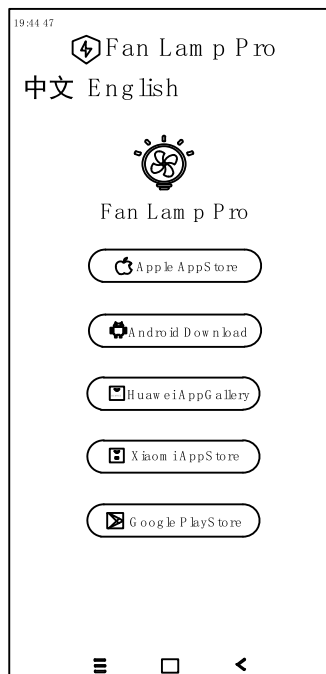 19:44 47
Fan Lamp Pro
中文 English
Fan Lamp Pro
Apple AppStore
Android Download
Huawei AppGallery
Xiaomi AppStore
Google PlayStore